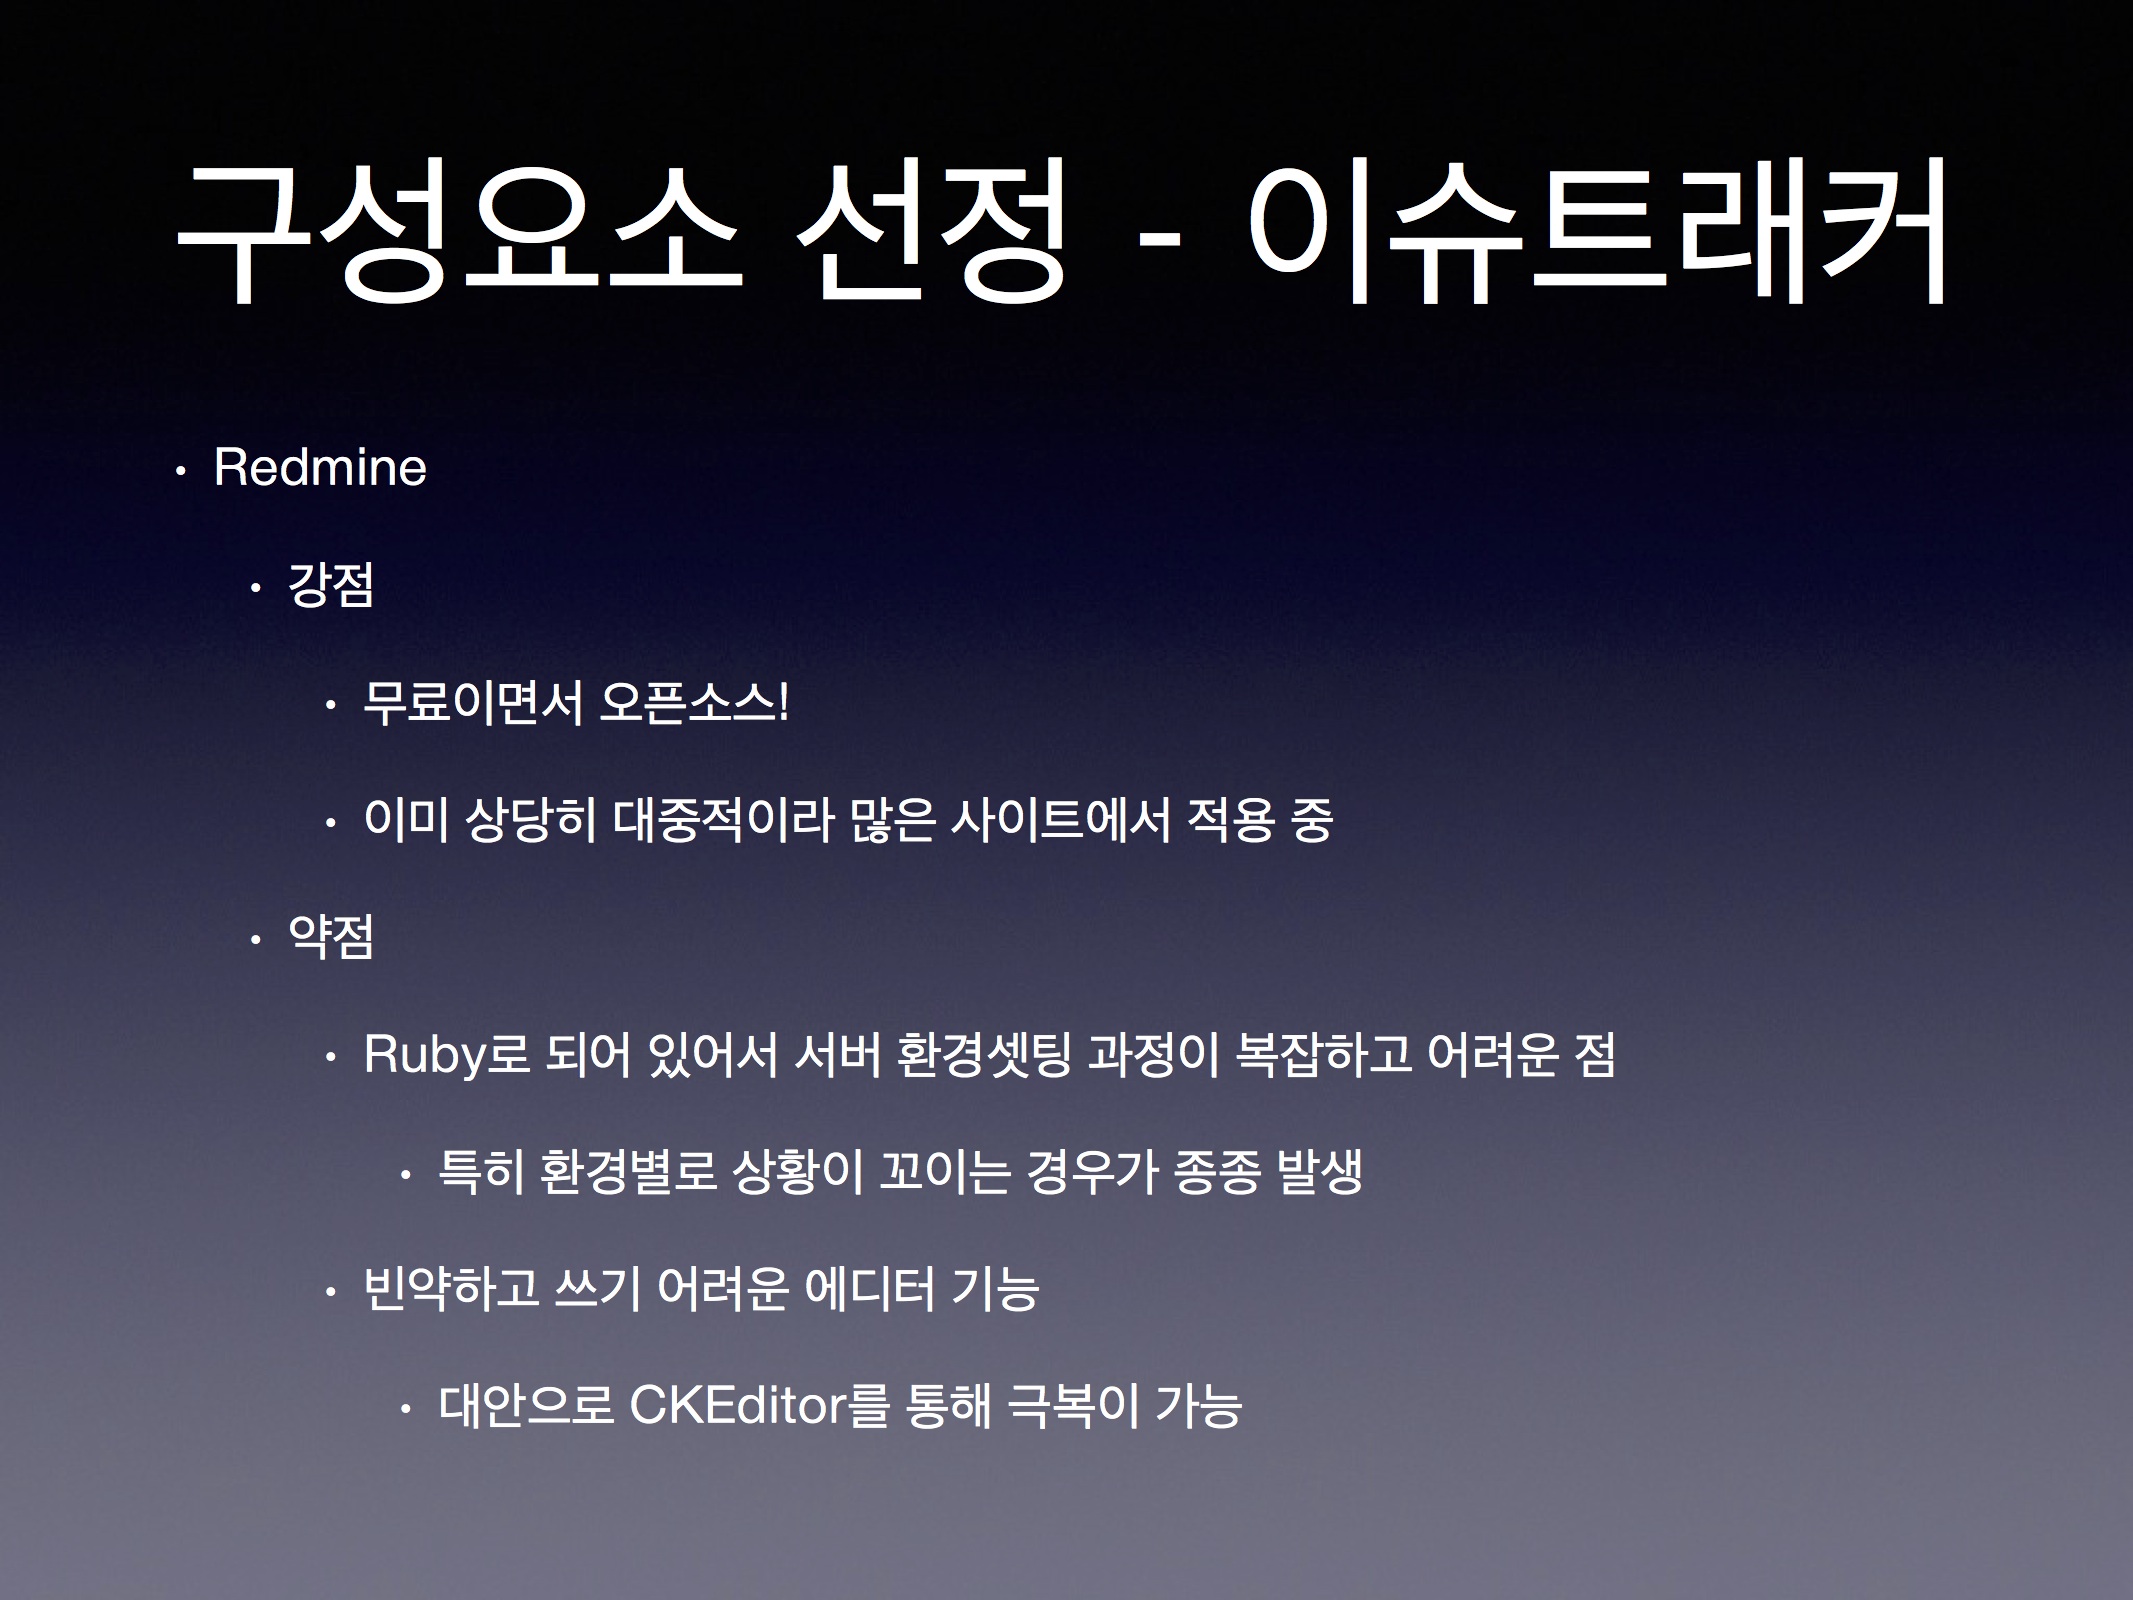 구성요소 선정 - 이슈트래커
• Redmine
• 강점
• 무료이면서 오픈소스!
• 이미 상당히 대중적이라 많은 사이트에서 적용 중
• 약점
• Ruby로 되어 있어서 서버 환경셋팅 과정이 복잡하고 어려운 점
• 특히 환경별로 상황이 꼬이는 경우가 종종 발생
• 빈약하고 쓰기 어려운 에디터 기능
• 대안으로 CKEditor를 통해 극복이 가능